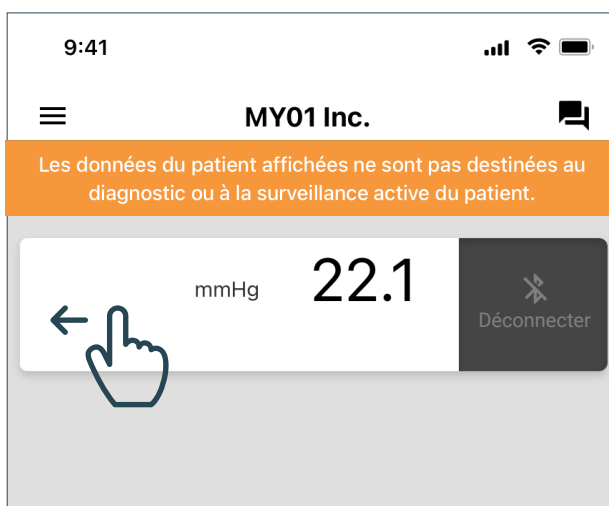 9:41
MY01 Inc.
Les données du patient affichées ne sont pas destinées au
diagnostic ou à la surveillance active du patient.
mmHg 22.1
Déconnecter